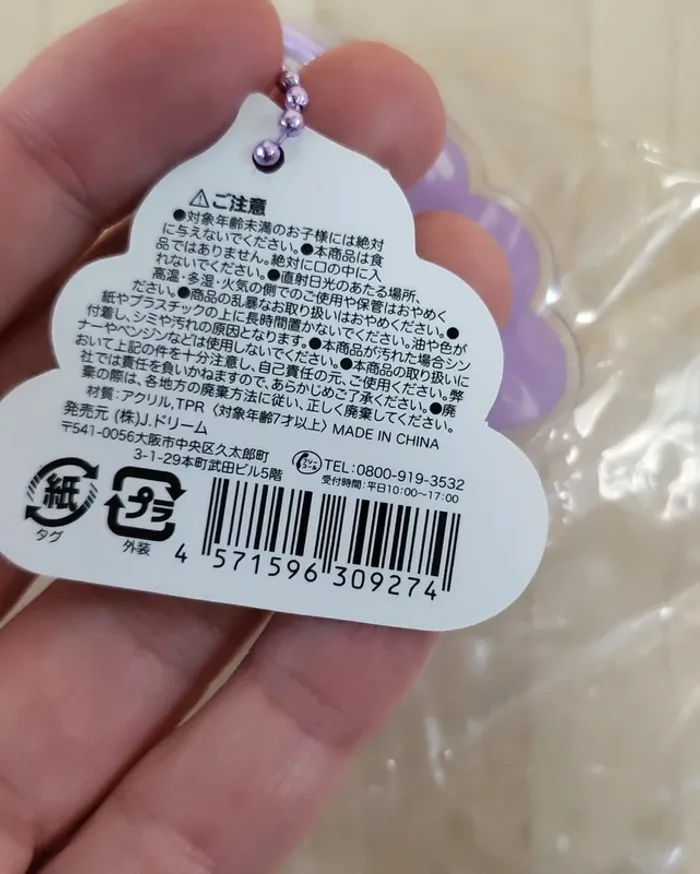 ⚠ご注意
●対象年齢未満のお子様には絶対
に与えないでください。●本商品は食
品ではありません。絶対に口の中に入
れないでください。●直射日光のあたる場所、
高温・多湿・火気の側でのご使用や保管はおやめく
ださい。●商品の乱暴なお取り扱いはおやめください。●
紙やプラスチックの上に長時間置かないでください。油や色が
付着し、シミや汚れの原因となります。●本商品が汚れた場合シン
ナーやベンジンなどは使用しないでください。●本商品の取り扱いに
おいて上記の件を十分注意し、自己責任の元、ご使用ください。弊
社では責任を負いかねますので、あらかじめご了承ください。●廃
棄の際は、各地方の廃棄方法に従い、正しく廃棄してください。
材質:アクリル,TPR (対象年齢7才以上) MADE IN CHINA
発売元 (株)J.ドリーム
〒541-0056大阪市中央区久太郎町
3-1-29本町武田ビル5階
TEL:0800-919-3532
受付時間:平日10:00~17:00
紙
タグ
プラ
外装
4 571596 309274